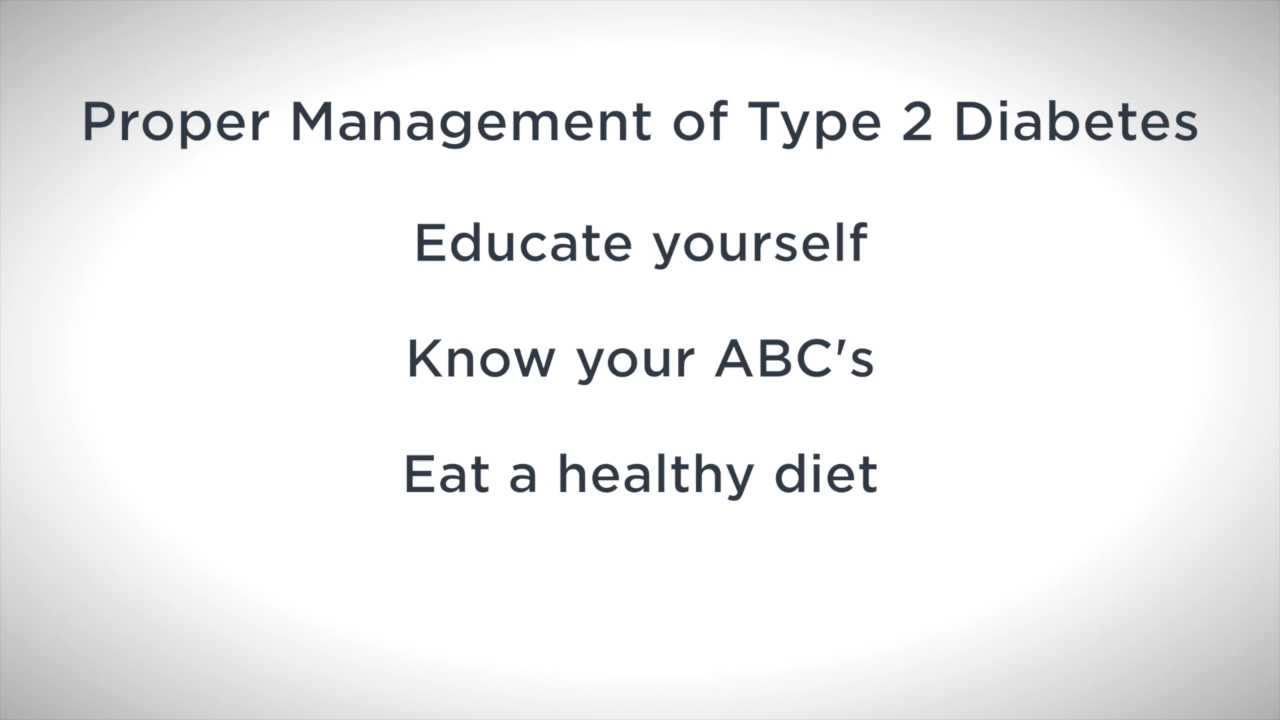 Proper Management of Type 2 Diabetes
Educate yourself
Know your ABC's
Eat a healthy diet